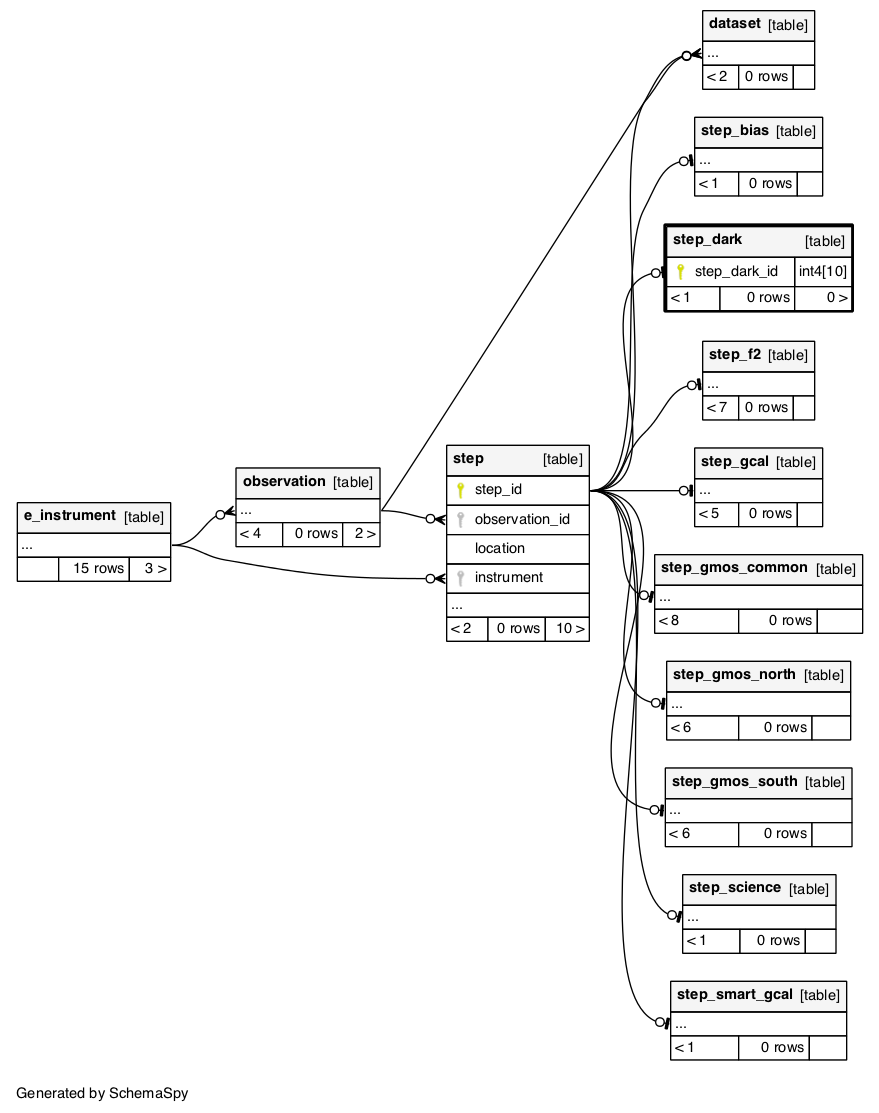 dataset [table]
...
< 2 0 rows
step_bias [table]
...
< 1 0 rows
step_dark [table]
step_dark_id int4[10]
< 1 0 rows 0 >
step_f2 [table]
...
< 7 0 rows
step_gcal [table]
...
< 5 0 rows
step [table]
step_id
observation_id
location
instrument
...
< 2 0 rows 10 >
observation [table]
...
< 4 0 rows 2 >
e_instrument [table]
...
15 rows 3 >
step_gmos_common [table]
...
< 8 0 rows
step_gmos_north [table]
...
< 6 0 rows
step_gmos_south [table]
...
< 6 0 rows
step_science [table]
...
< 1 0 rows
step_smart_gcal [table]
...
< 1 0 rows
Generated by SchemaSpy